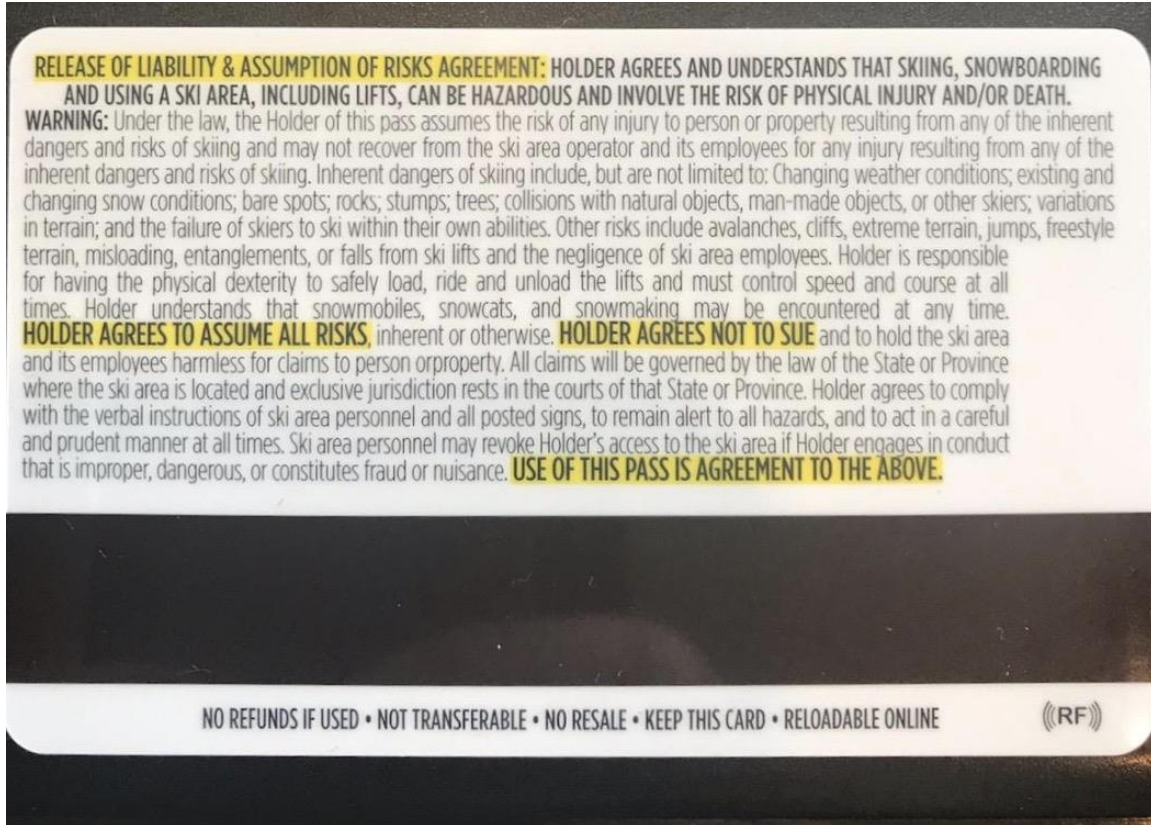 RELEASE OF LIABILITY & ASSUMPTION OF RISKS AGREEMENT: HOLDER AGREES AND UNDERSTANDS THAT SKIING, SNOWBOARDING
AND USING A SKI AREA, INCLUDING LIFTS, CAN BE HAZARDOUS AND INVOLVE THE RISK OF PHYSICAL INJURY AND/OR DEATH.
WARNING: Under the law, the Holder of this pass assumes the risk of any injury to person or property resulting from any of the inherent
dangers and risks of skiing and may not recover from the ski area operator and its employees for any injury resulting from any of the
inherent dangers and risks of skiing. Inherent dangers of skiing include, but are not limited to: Changing weather conditions; existing and
changing snow conditions; bare spots; rocks; stumps; trees; collisions with natural objects, man-made objects, or other skiers; variations
in terrain; and the failure of skiers to ski within their own abilities. Other risks include avalanches, cliffs, extreme terrain, jumps, freestyle
terrain, misloading, entanglements, or falls from ski lifts and the negligence of ski area employees. Holder is responsible
for having the physical dexterity to safely load, ride and unload the lifts and must control speed and course at all
times. Holder understands that snowmobiles, snowcats, and snowmaking may be encountered at any time.
HOLDER AGREES TO ASSUME ALL RISKS, inherent or otherwise. HOLDER AGREES NOT TO SUE and to hold the ski area
and its employees harmless for claims to person orproperty. All claims will be governed by the law of the State or Province
where the ski area is located and exclusive jurisdiction rests in the courts of that State or Province. Holder agrees to comply
with the verbal instructions of ski area personnel and all posted signs, to remain alert to all hazards, and to act in a careful
and prudent manner at all times. Ski area personnel may revoke Holder's access to the ski area if Holder engages in conduct
that is improper, dangerous, or constitutes fraud or nuisance. USE OF THIS PASS IS AGREEMENT TO THE ABOVE.
NO REFUNDS IF USED • NOT TRANSFERABLE • NO RESALE • KEEP THIS CARD • RELOADABLE ONLINE
((RF))